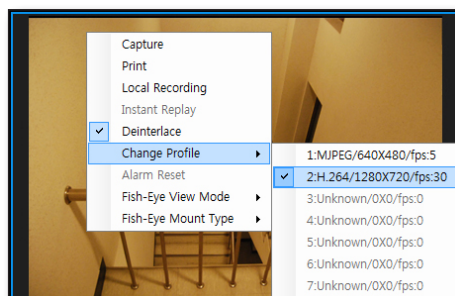 Capture
Print
Local Recording
Instant Replay
Deinterlace
Change Profile
Alarm Reset
Fish-Eye View Mode
Fish-Eye Mount Type
1:MJPEG/640X480/fps:5
2:H.264/1280X720/fps:30
3:Unknown/0X0/fps:0
4:Unknown/0X0/fps:0
5:Unknown/0X0/fps:0
6:Unknown/0X0/fps:0
7:Unknown/0X0/fps:0